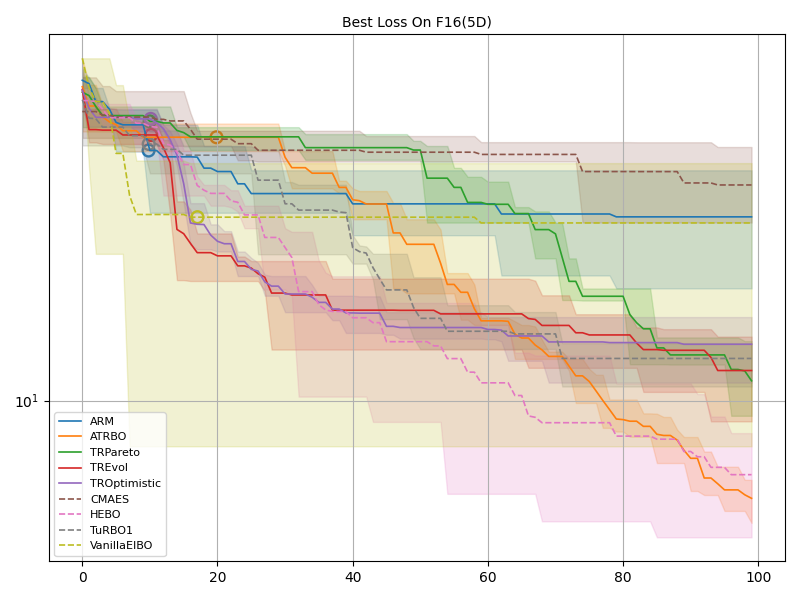 Best Loss On F16(5D)
10¹
ARM
ATRBO
TRPareto
TREvol
TROptimistic
CMAES
HEBO
TuRBO1
VanillaEIBO
0 20 40 60 80 100